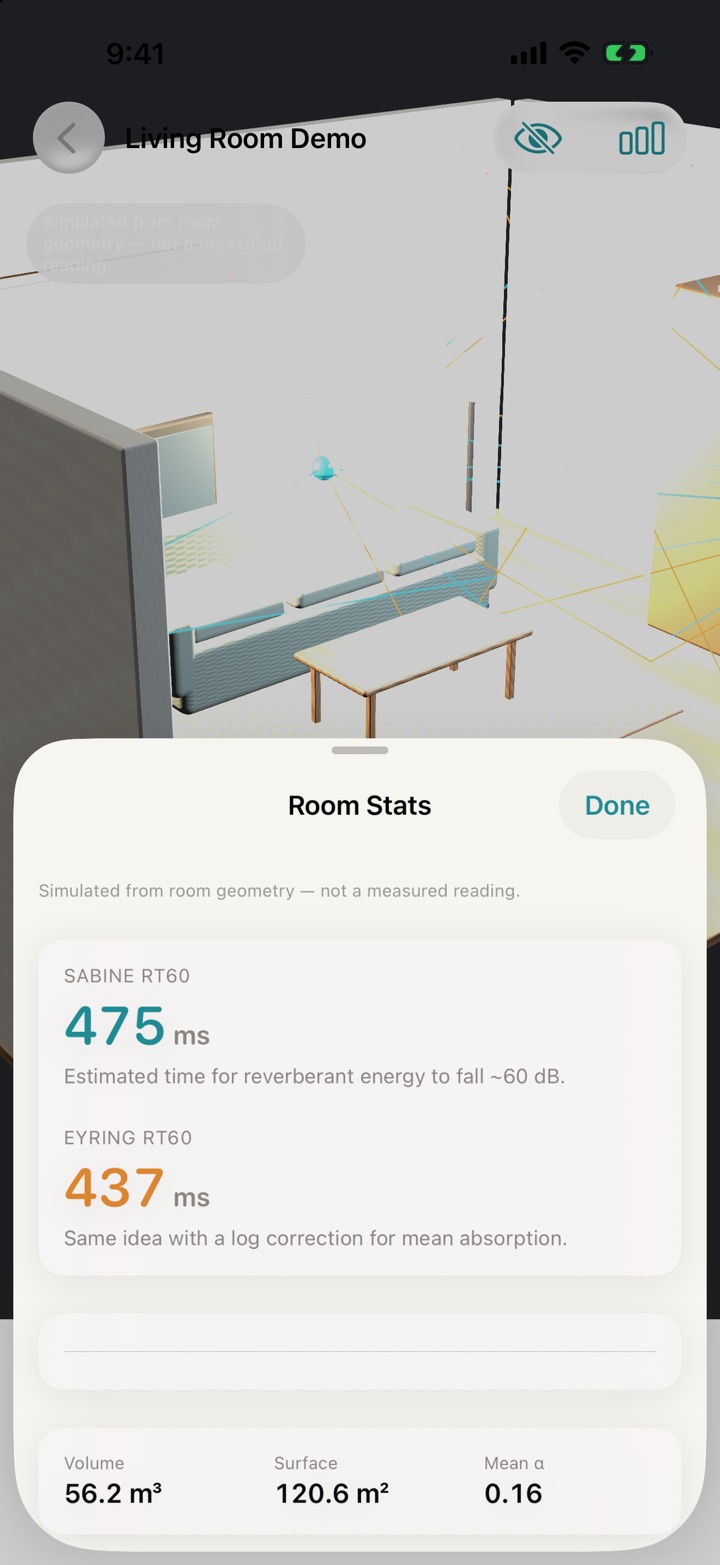 9:41
Living Room Demo
Simulated from room
geometry — not a measured
reading
Room Stats
Done
Simulated from room geometry — not a measured reading.
SABINE RT60
475 ms
Estimated time for reverberant energy to fall ~60 dB.
EYRING RT60
437 ms
Same idea with a log correction for mean absorption.
Volume Surface Mean α
56.2 m³ 120.6 m² 0.16